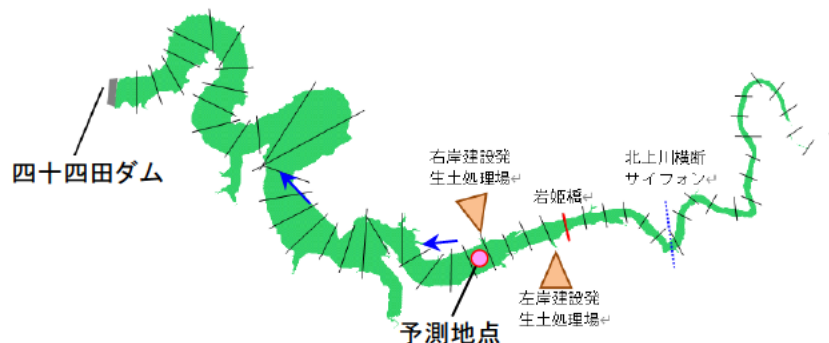 四十四田ダム
右岸建設発
生土処理場↵
岩姫橋↵
北上川横断
サイフォン↵
予測地点
左岸建設発
生土処理場↵